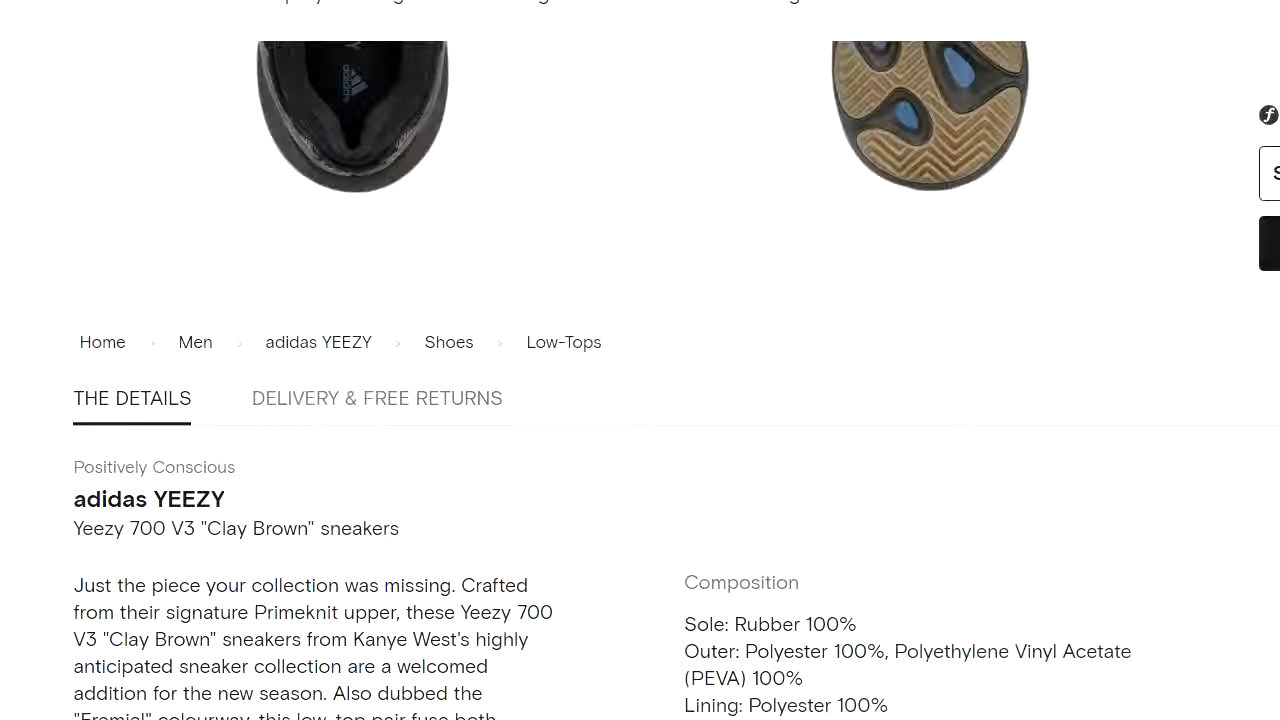 adidas
Home › Men › adidas YEEZY › Shoes › Low-Tops
THE DETAILS DELIVERY & FREE RETURNS
Positively Conscious
adidas YEEZY
Yeezy 700 V3 "Clay Brown" sneakers
Just the piece your collection was missing. Crafted
from their signature Primeknit upper, these Yeezy 700
V3 "Clay Brown" sneakers from Kanye West's highly
anticipated sneaker collection are a welcomed
addition for the new season. Also dubbed the
Composition
Sole: Rubber 100%
Outer: Polyester 100%, Polyethylene Vinyl Acetate
(PEVA) 100%
Lining: Polyester 100%